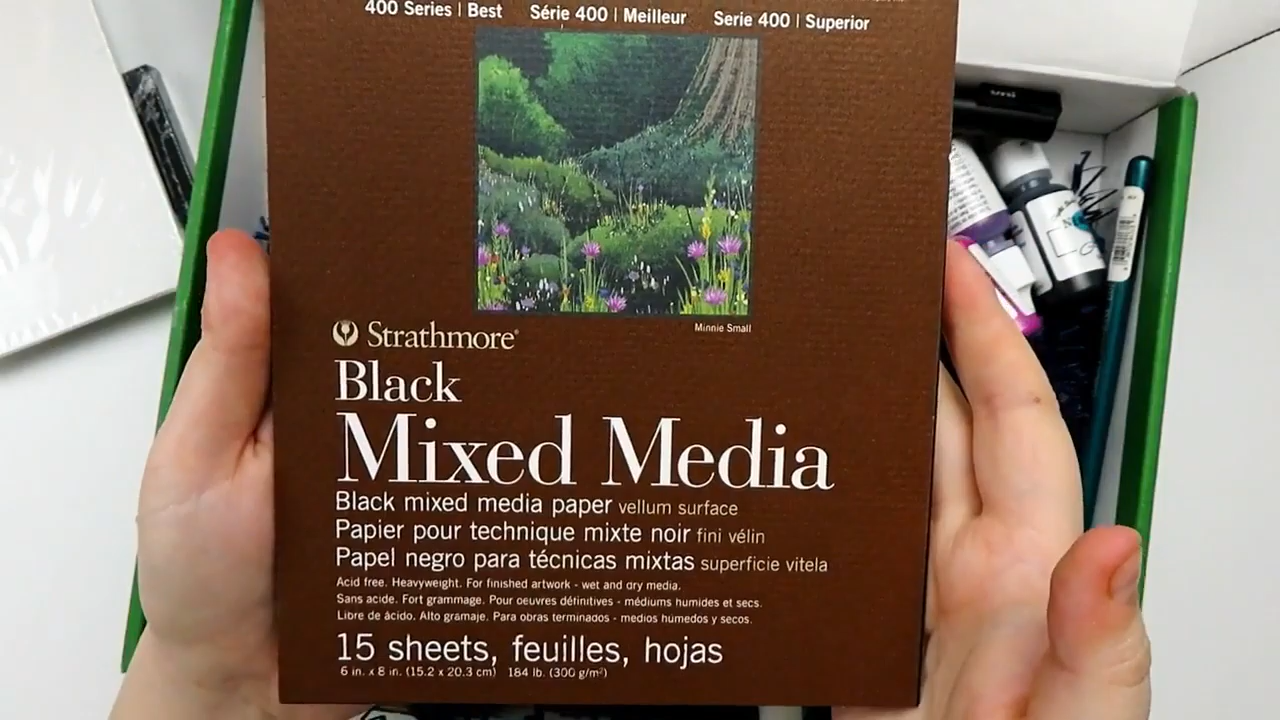 400 Series | Best Série 400 | Meilleur Serie 400 | Superior
Minnie Small
Strathmore®
Black
Mixed Media
Black mixed media paper vellum surface
Papier pour technique mixte noir fini vélin
Papel negro para técnicas mixtas superficie vitela
Acid free. Heavyweight. For finished artwork - wet and dry media.
Sans acide. Fort grammage. Pour oeuvres définitives - médiums humides et secs.
Libre de ácido. Alto gramaje. Para obras terminados - medios húmedos y secos.
15 sheets, feuilles, hojas
6 in. x 8 in. (15.2 x 20.3 cm) 184 lb. (300 g/m²)
uni